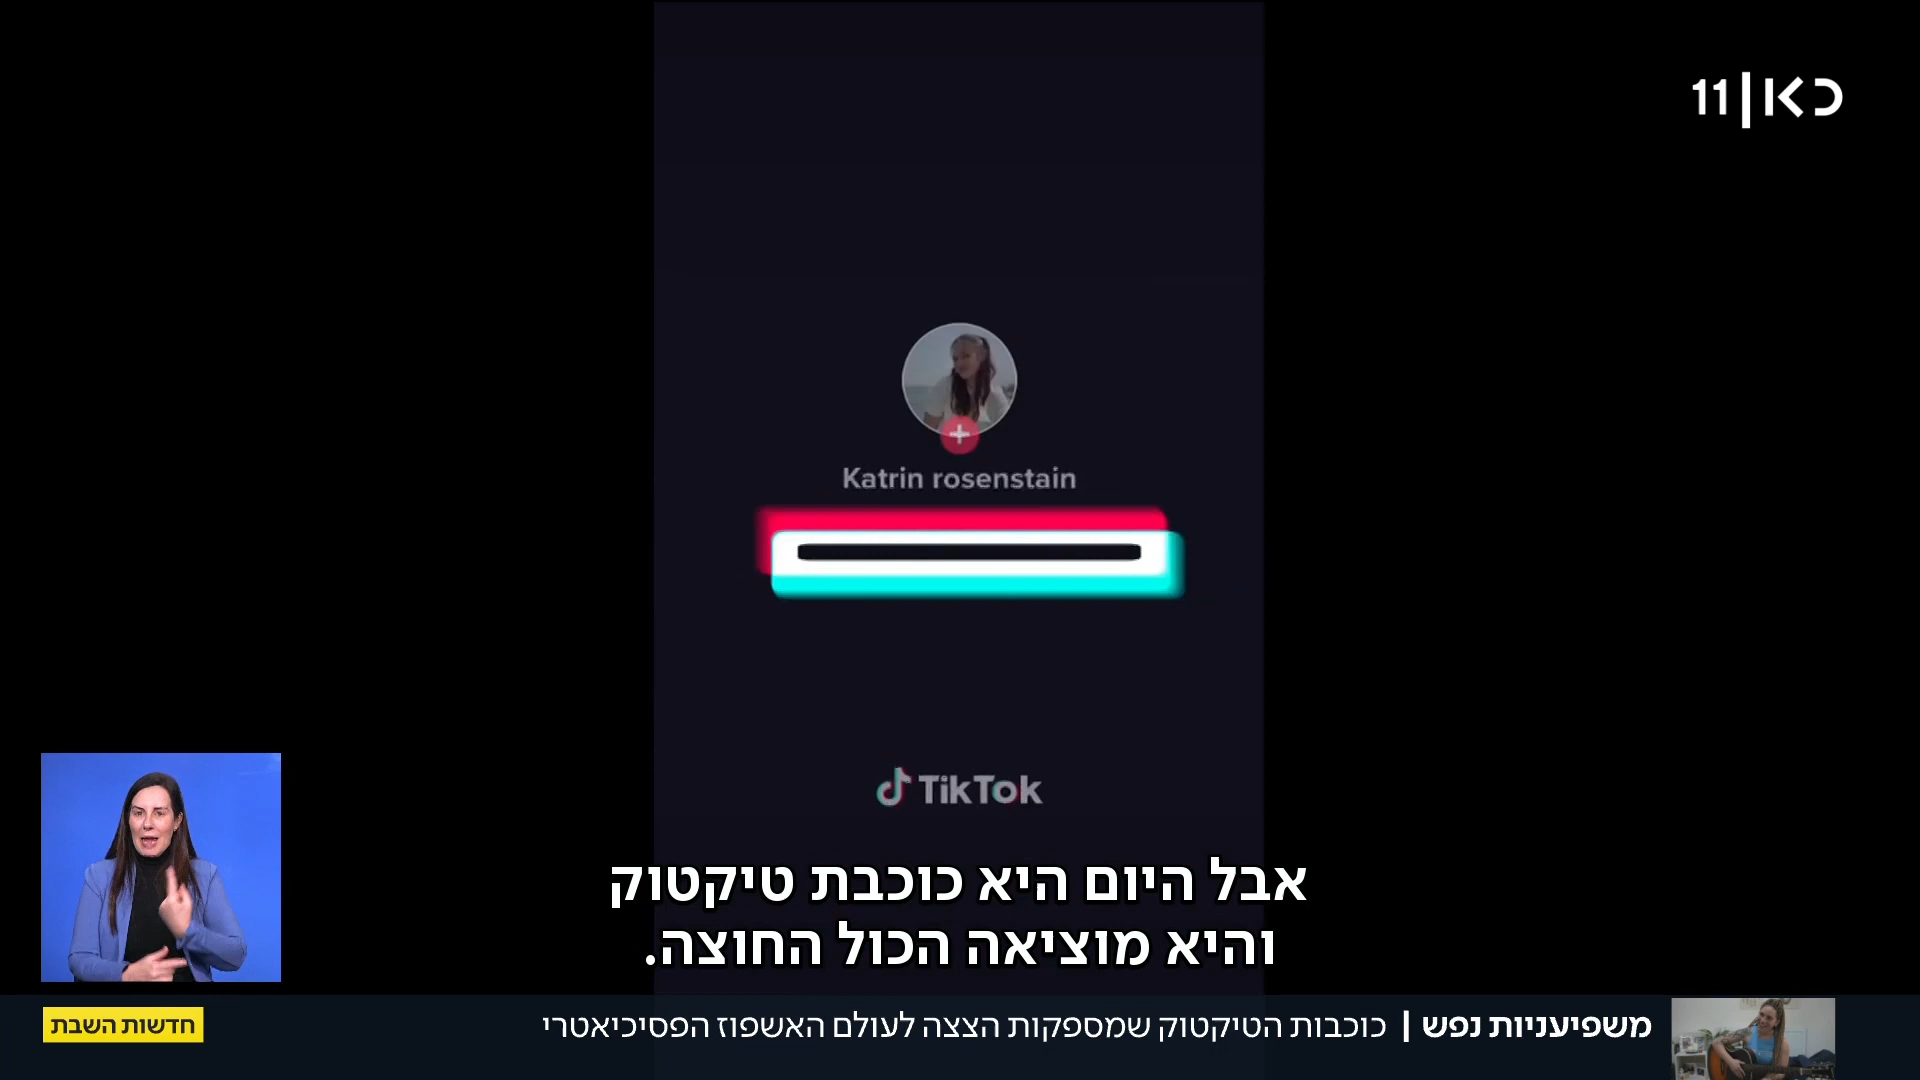 כאן|11
Katrin rosenstain
TikTok
אבל היום היא כוכבת טיקטוק
והיא מוציאה הכול החוצה.
משפיעניות נפש | כוכבות הטיקטוק שמספקות הצצה לעולם האשפוז הפסיכיאטרי
חדשות השבת